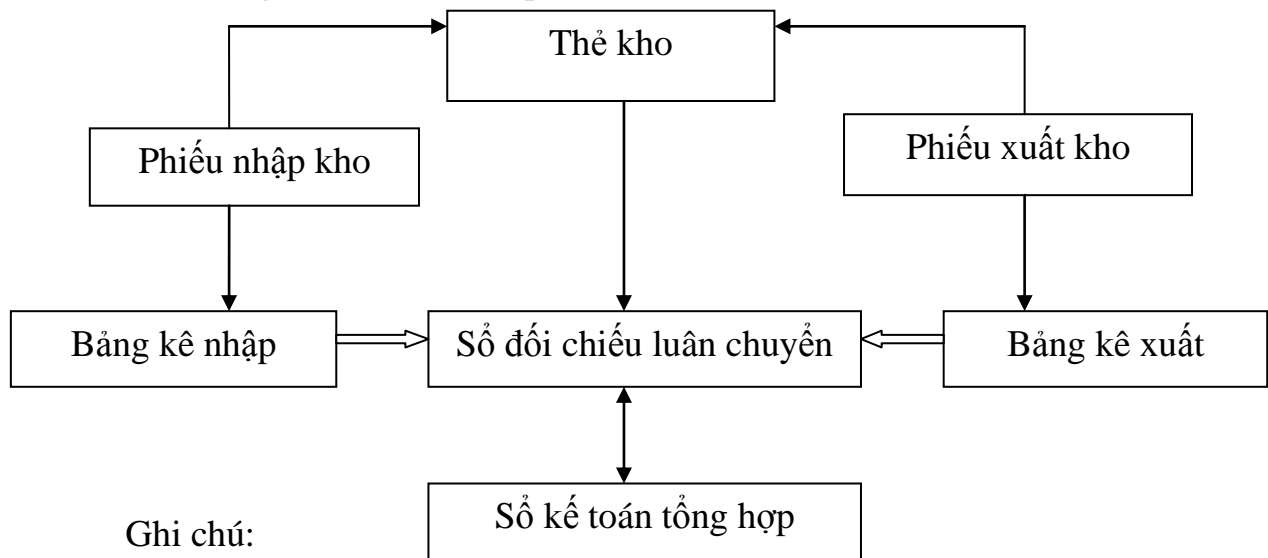 Thẻ kho
Phiếu nhập kho
Phiếu xuất kho
Bảng kê nhập
Sổ đối chiếu luân chuyển
Bảng kê xuất
Sổ kế toán tổng hợp
Ghi chú: